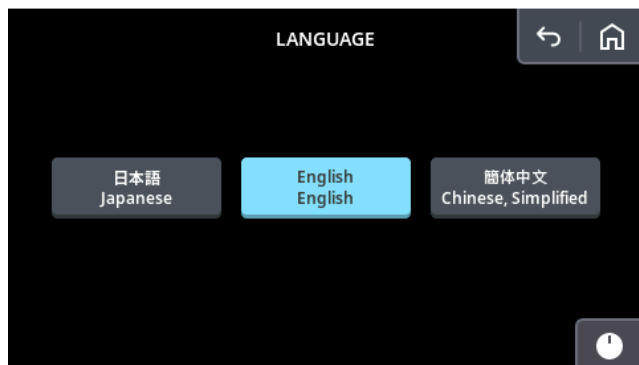 LANGUAGE
日本語
Japanese
English
English
簡体中文
Chinese, Simplified